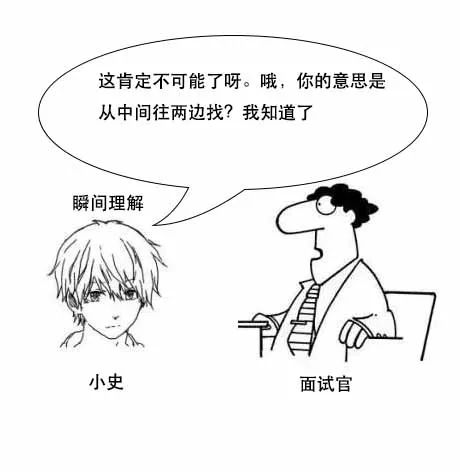 这肯定不可能了呀。哦，你的意思是
从中间往两边找？我知道了
瞬间理解
小史
面试官